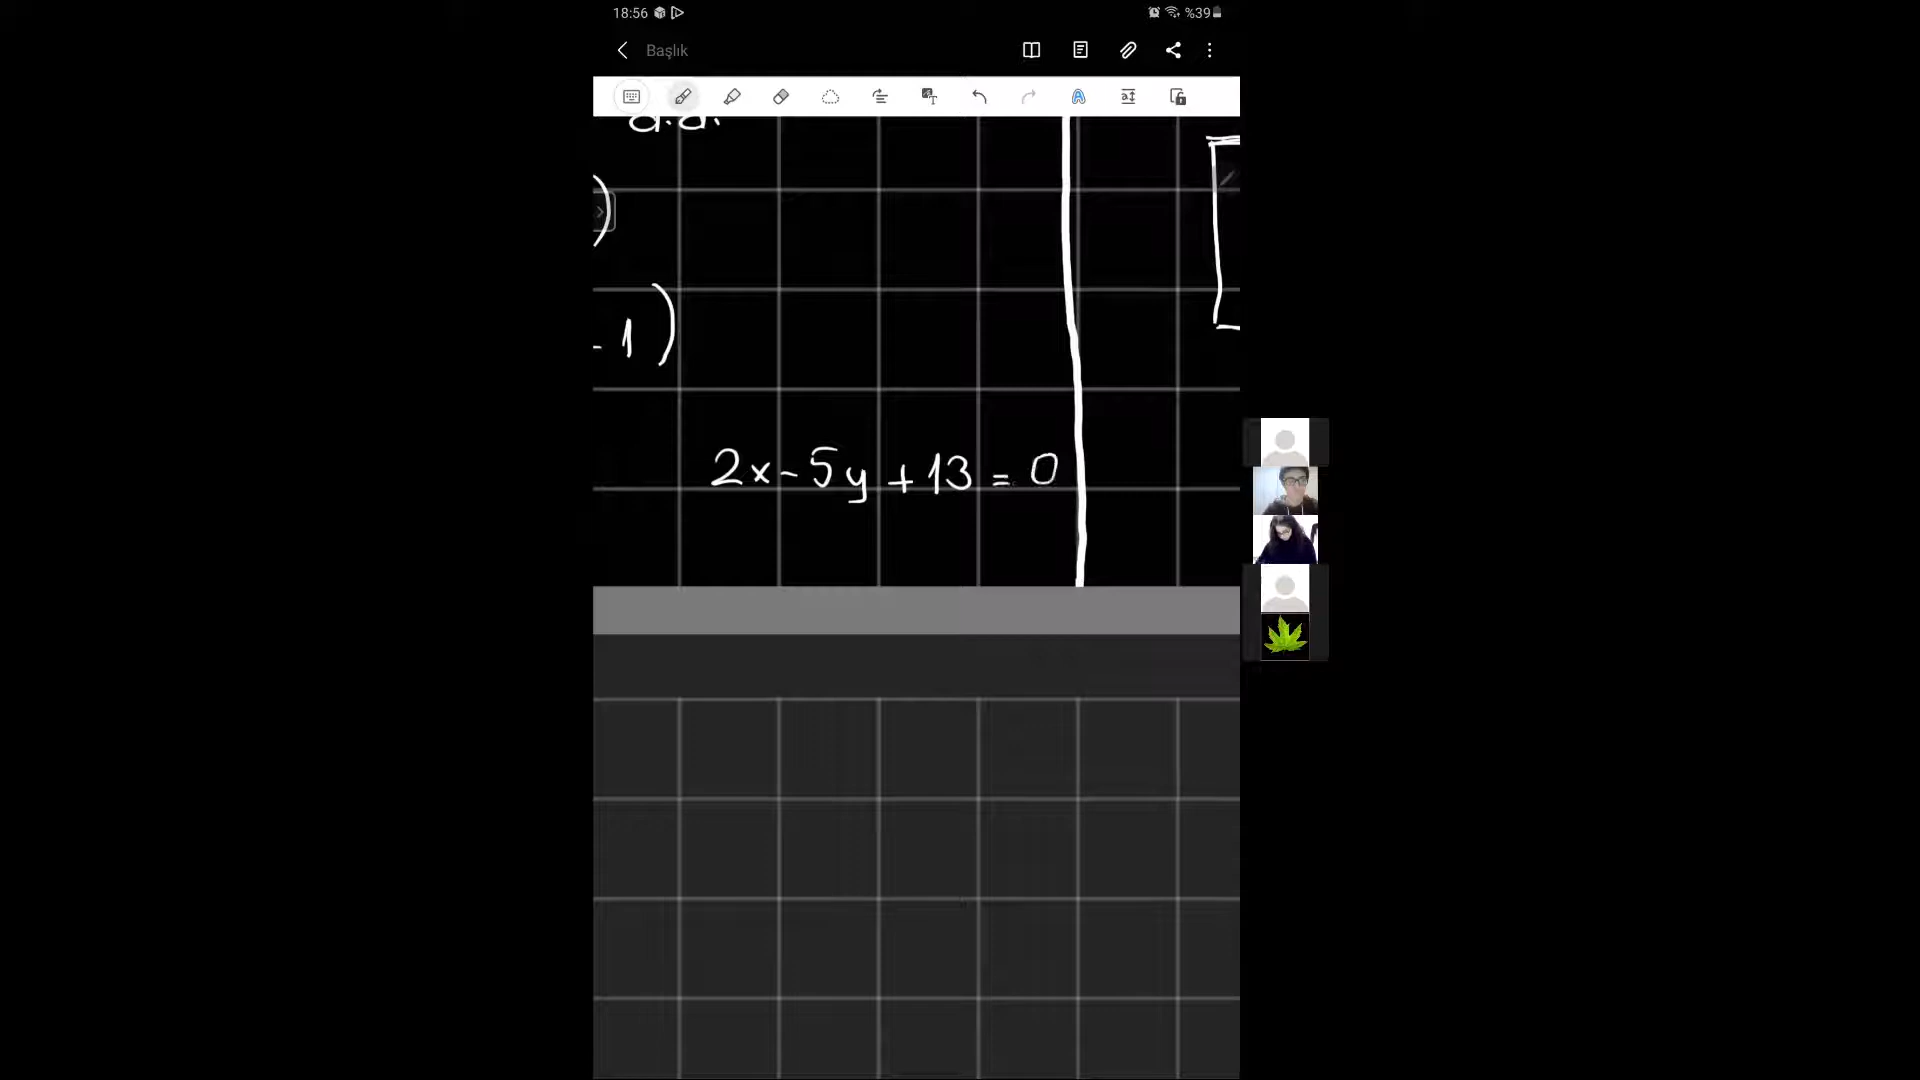 18:56 %39
Başlık
a.a.
)
- 1 )
2x - 5y + 13 = 0